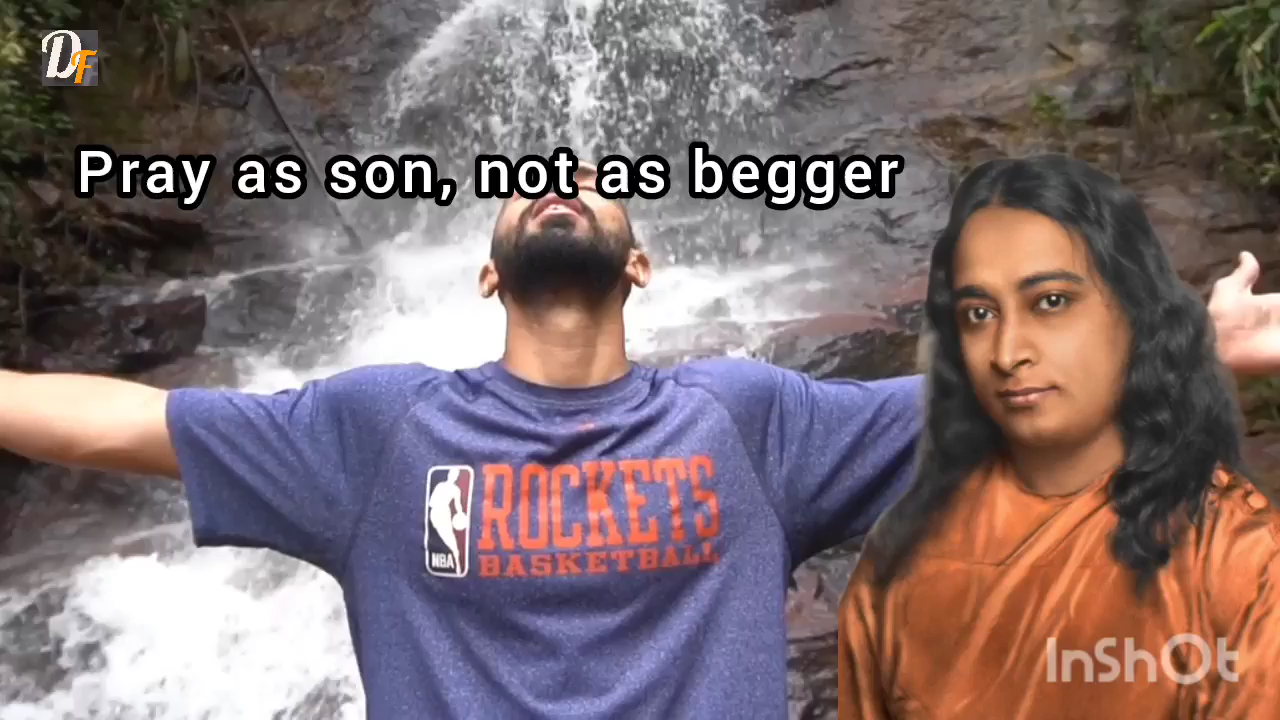 DF
Pray as son, not as begger
ROCKETS
NBA
BASKETBALL
InShOt